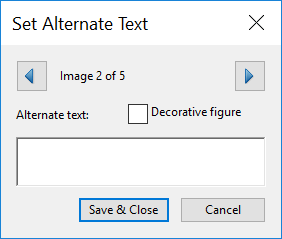 Set Alternate Text
Image 2 of 5
Alternate text: Decorative figure
Save & Close Cancel